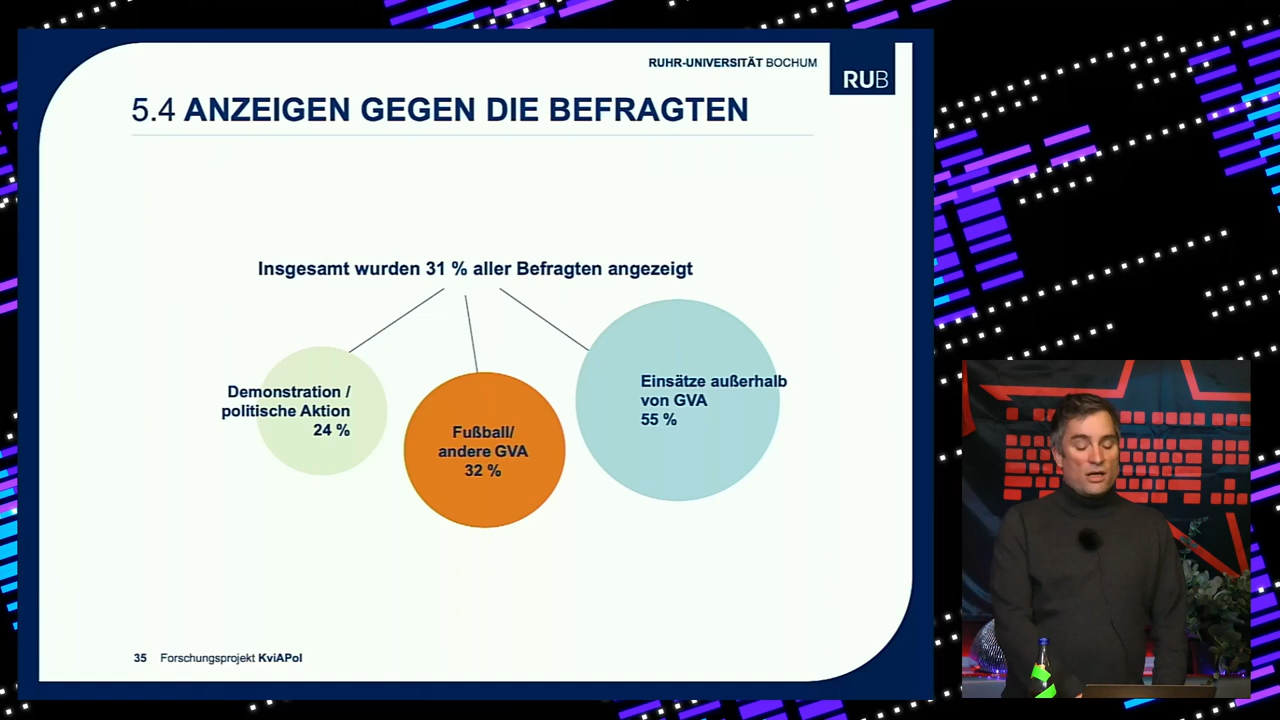 RUHR-UNIVERSITÄT BOCHUM
RUB
5.4 ANZEIGEN GEGEN DIE BEFRAGTEN
Insgesamt wurden 31 % aller Befragten angezeigt
Demonstration /
politische Aktion
24 %
Fußball/
andere GVA
32 %
Einsätze außerhalb
von GVA
55 %
35 Forschungsprojekt KviAPol